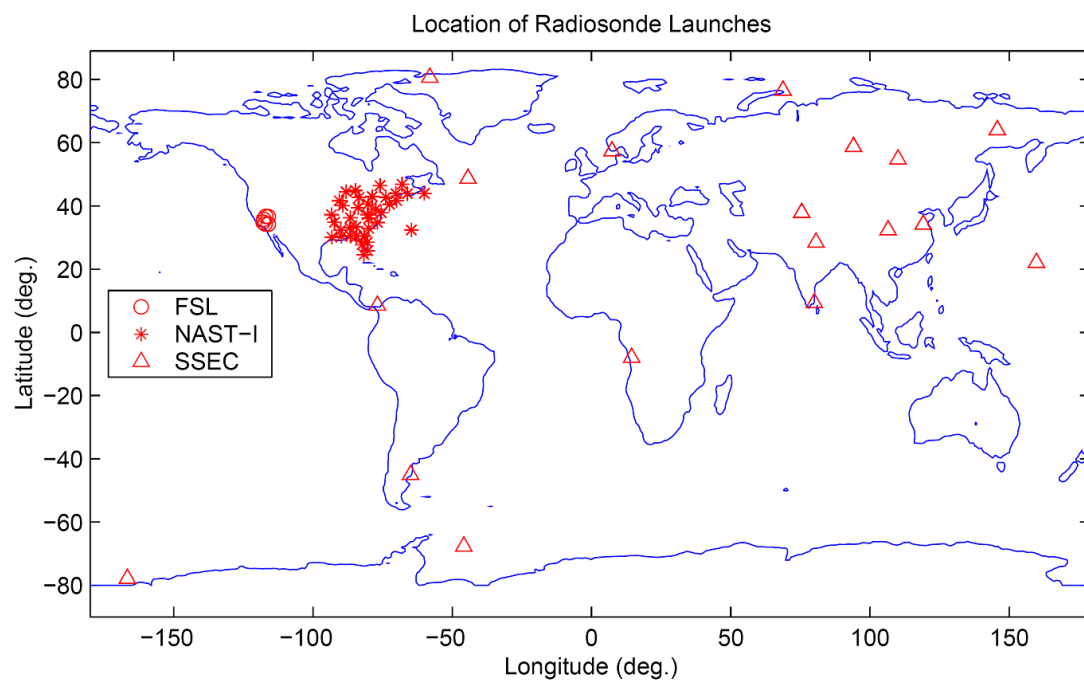 Location of Radiosonde Launches
Latitude (deg.)
80
60
40
20
0
−20
−40
−60
−80
FSL
NAST−I
SSEC
−150
−100
−50
0
50
100
150
Longitude (deg.)